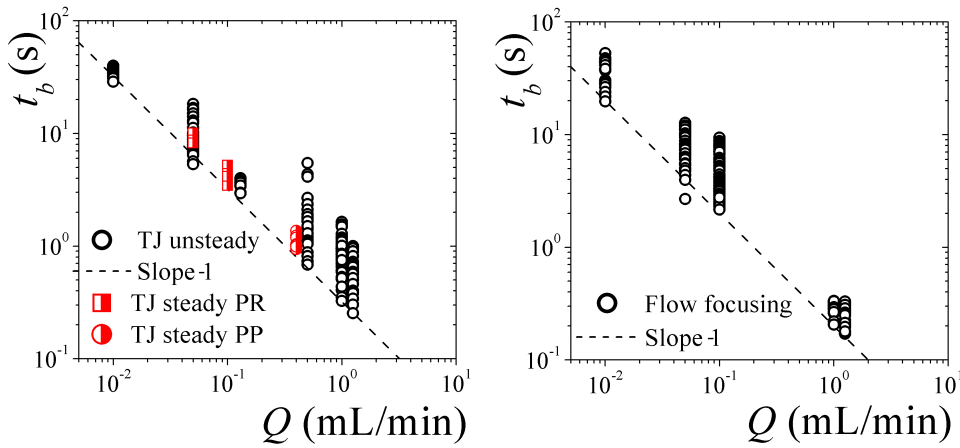 10²
10¹
10⁰
10⁻¹
t_b (s)
TJ unsteady
Slope-1
TJ steady PR
TJ steady PP
10⁻² 10⁻¹ 10⁰ 10¹
Q (mL/min)
10²
10¹
10⁰
10⁻¹
t_b (s)
Flow focusing
Slope-1
10⁻² 10⁻¹ 10⁰ 10¹
Q (mL/min)